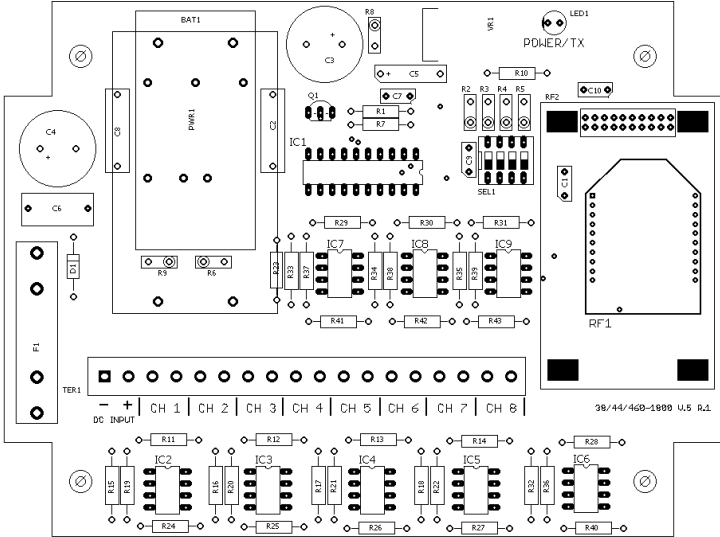 BAT1
R8
VR1
LED1
POWER/TX
+
C3
+
C5
R10
C10
RF2
Q1
C7
R2
R3
R4
R5
R1
R7
C4
+
C8
PWR1
C2
IC1
C9
SEL1
C1
C6
R29
R30
R31
IC7
IC8
IC9
D1
R9
R6
R23
R33
R37
R34
R38
R35
R39
RF1
F1
R41
R42
R43
TER1
− + CH 1 CH 2 CH 3 CH 4 CH 5 CH 6 CH 7 CH 8
DC INPUT
38/44/460-1800 V.5 R.1
R11
R12
R13
R14
R28
IC2
IC3
IC4
IC5
IC6
R15
R19
R16
R20
R17
R21
R18
R22
R32
R36
R24
R25
R26
R27
R40